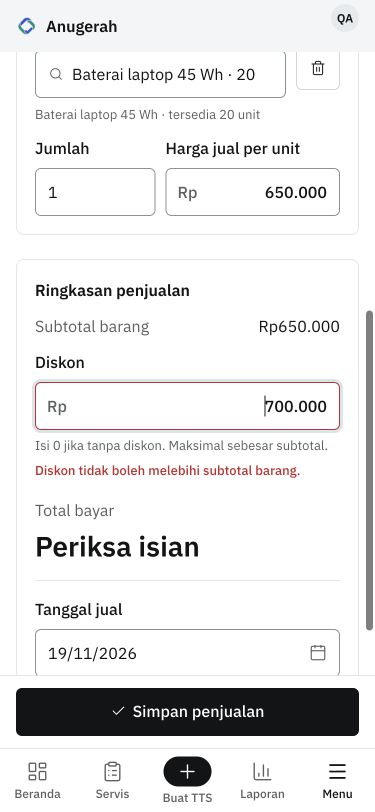 Anugerah
QA
Baterai laptop 45 Wh · 20
Baterai laptop 45 Wh · tersedia 20 unit
Jumlah
Harga jual per unit
1
Rp 650.000
Ringkasan penjualan
Subtotal barang Rp650.000
Diskon
Rp 700.000
Isi 0 jika tanpa diskon. Maksimal sebesar subtotal.
Diskon tidak boleh melebihi subtotal barang.
Total bayar
Periksa isian
Tanggal jual
19/11/2026
Simpan penjualan
Beranda
Servis
Buat TTS
Laporan
Menu